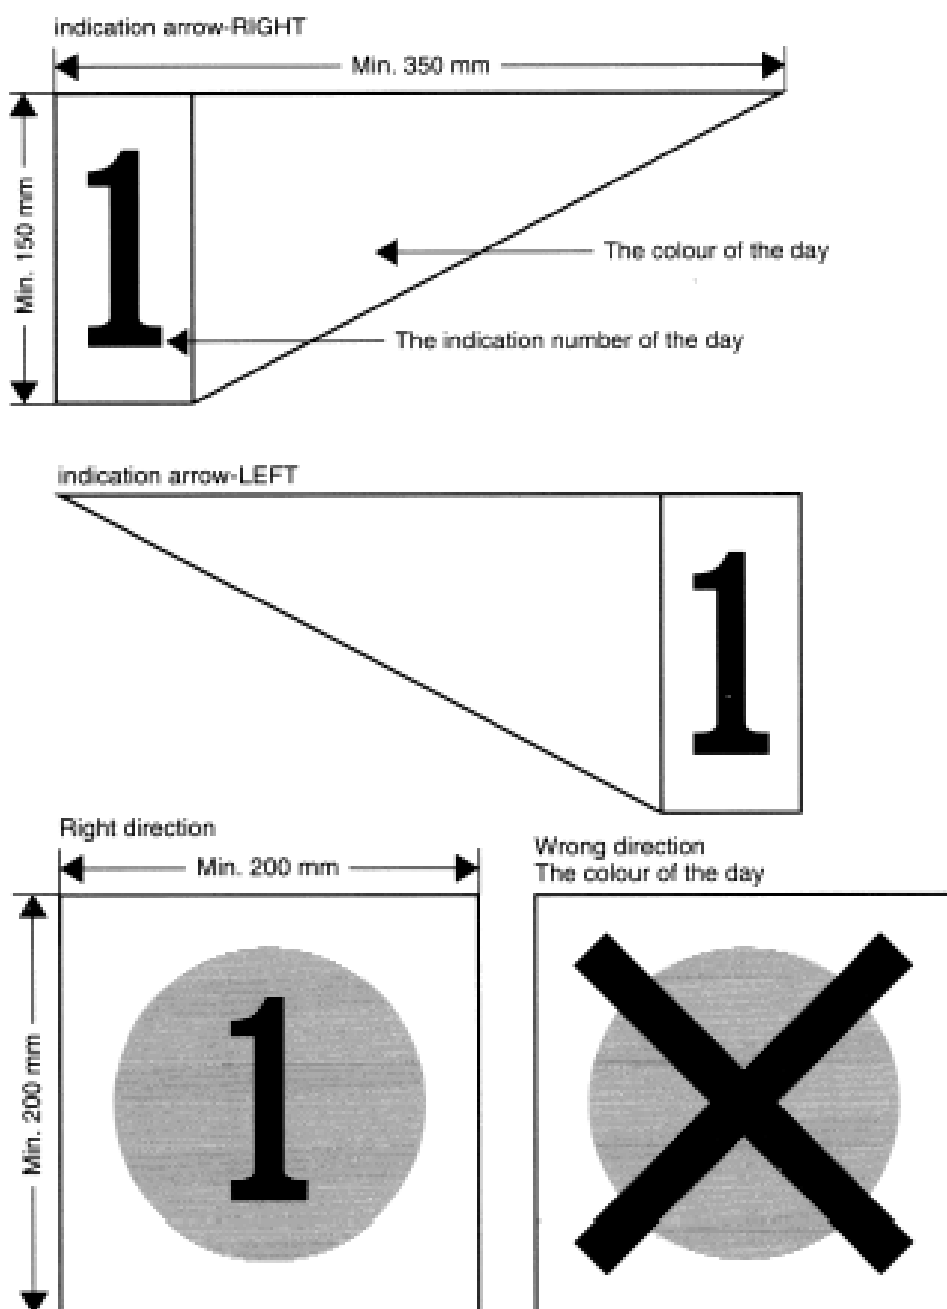 indication arrow-RIGHT
Min. 350 mm
1
Min. 150 mm
The colour of the day
The indication number of the day
indication arrow-LEFT
1
Right direction
Min. 200 mm
Wrong direction
The colour of the day
Min. 200 mm
1